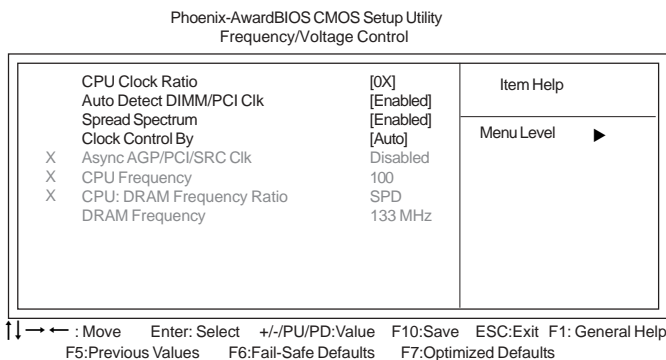 Phoenix-AwardBIOS CMOS Setup Utility
Frequency/Voltage Control
CPU Clock Ratio [0X]
Auto Detect DIMM/PCI Clk [Enabled]
Spread Spectrum [Enabled]
Clock Control By [Auto]
X Async AGP/PCI/SRC Clk Disabled
X CPU Frequency 100
X CPU: DRAM Frequency Ratio SPD
DRAM Frequency 133 MHz
Item Help
Menu Level ▶
↑↓→← : Move Enter: Select +/-/PU/PD:Value F10:Save ESC:Exit F1: General Help
F5:Previous Values F6:Fail-Safe Defaults F7:Optimized Defaults